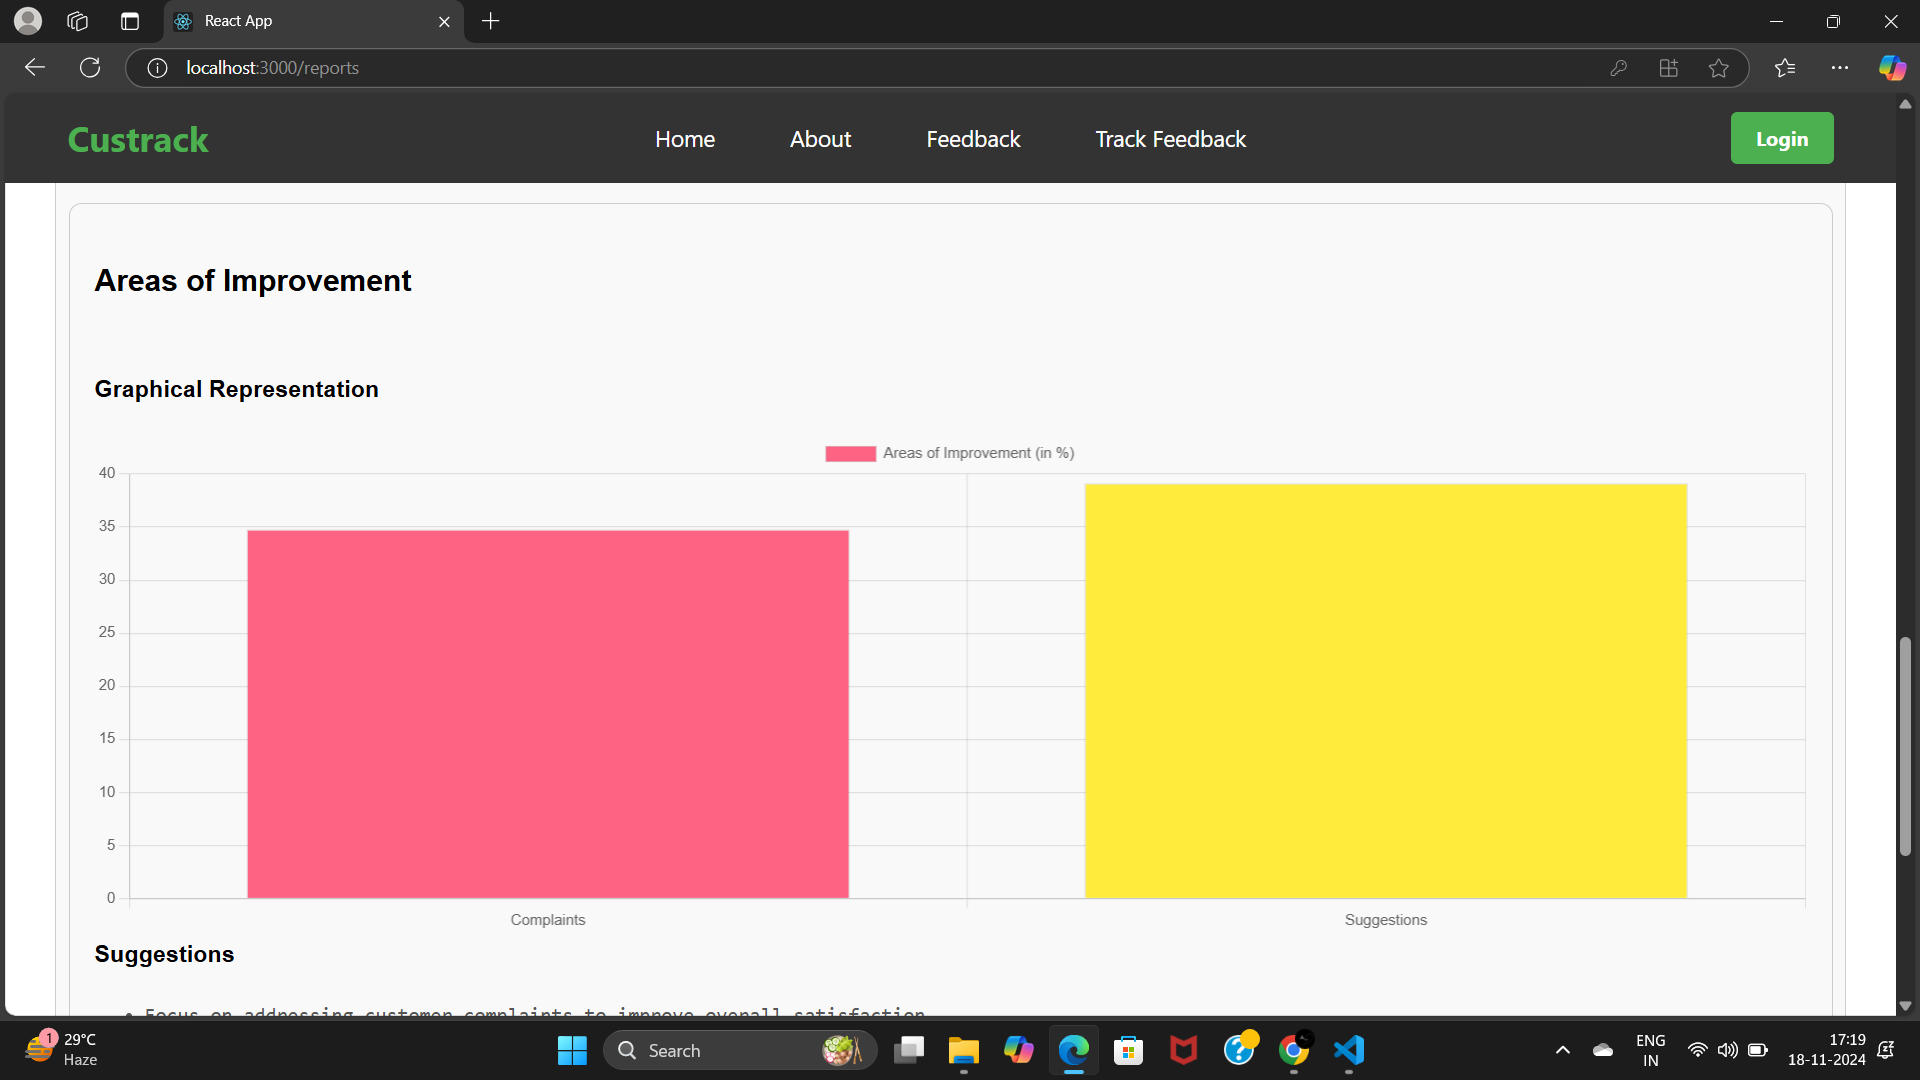 React App
localhost:3000/reports
Custrack
Home
About
Feedback
Track Feedback
Login
Areas of Improvement
Graphical Representation
Areas of Improvement (in %)
40
35
30
25
20
15
10
5
0
Complaints
Suggestions
Suggestions
Focus on addressing customer complaints to improve overall satisfaction
1
29°C
Haze
Search
ENG
IN
17:19
18-11-2024